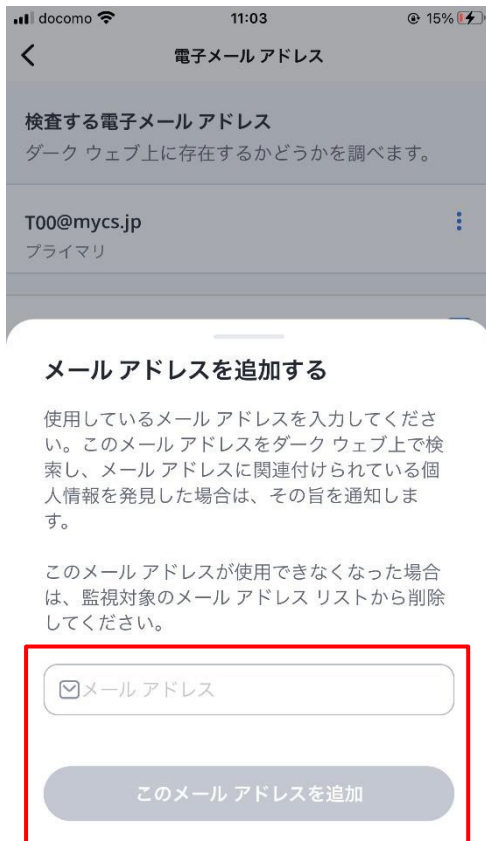 docomo 11:03 15%
電子メール アドレス
検査する電子メール アドレス
ダーク ウェブ上に存在するかどうかを調べます。
T00@mycs.jp
プライマリ
メール アドレスを追加する
使用しているメール アドレスを入力してくださ
い。このメール アドレスをダーク ウェブ上で検
索し、メール アドレスに関連付けられている個
人情報を発見した場合は、その旨を通知しま
す。
このメール アドレスが使用できなくなった場合
は、監視対象のメール アドレス リストから削除
してください。
メール アドレス
このメール アドレスを追加